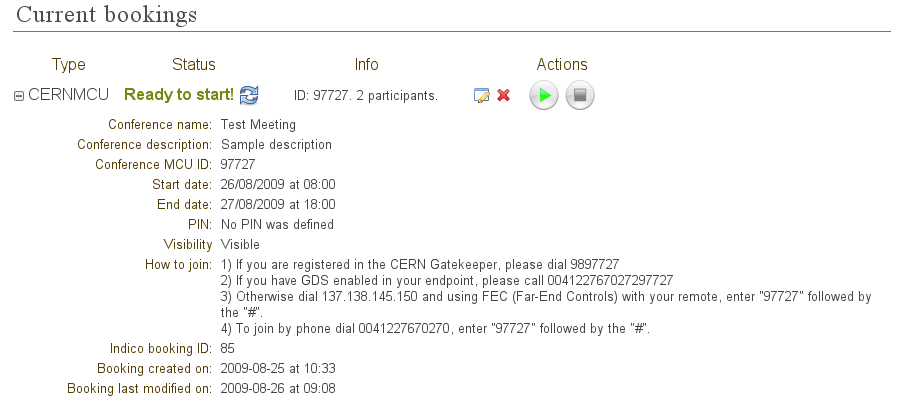 Current bookings
Type Status Info Actions
CERNMCU Ready to start! ID: 97727. 2 participants.
Conference name: Test Meeting
Conference description: Sample description
Conference MCU ID: 97727
Start date: 26/08/2009 at 08:00
End date: 27/08/2009 at 18:00
PIN: No PIN was defined
Visibility Visible
How to join: 1) If you are registered in the CERN Gatekeeper, please dial 9897727
2) If you have GDS enabled in your endpoint, please call 004122767027297727
3) Otherwise dial 137.138.145.150 and using FEC (Far-End Controls) with your remote, enter "97727" followed by
the "#".
4) To join by phone dial 0041227670270, enter "97727" followed by the "#".
Indico booking ID: 85
Booking created on: 2009-08-25 at 10:33
Booking last modified on: 2009-08-26 at 09:08